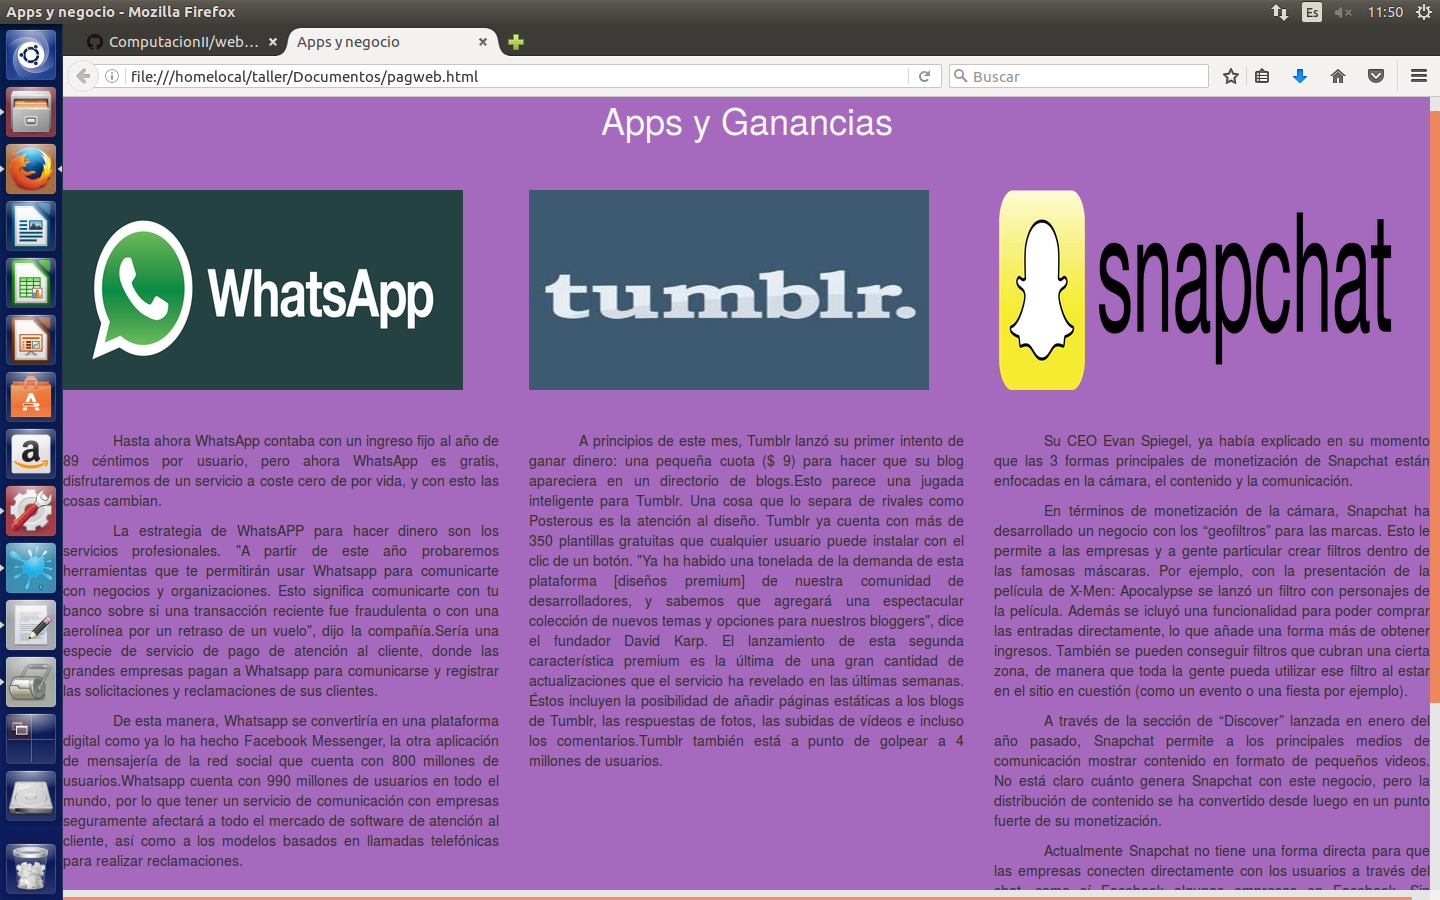 Apps y negocio - Mozilla Firefox
Es
11:50
ComputacionII/web...
Apps y negocio
file:///homelocal/taller/Documentos/pagweb.html
Buscar
Apps y Ganancias
WhatsApp
tumblr.
snapchat
Hasta ahora WhatsApp contaba con un ingreso fijo al año de
89 céntimos por usuario, pero ahora WhatsApp es gratis,
disfrutaremos de un servicio a coste cero de por vida, y con esto las
cosas cambian.
La estrategia de WhatsAPP para hacer dinero son los
servicios profesionales. "A partir de este año probaremos
herramientas que te permitirán usar Whatsapp para comunicarte
con negocios y organizaciones. Esto significa comunicarte con tu
banco sobre si una transacción reciente fue fraudulenta o con una
aerolínea por un retraso de un vuelo", dijo la compañía.Sería una
especie de servicio de pago de atención al cliente, donde las
grandes empresas pagan a Whatsapp para comunicarse y registrar
las solicitaciones y reclamaciones de sus clientes.
De esta manera, Whatsapp se convertiría en una plataforma
digital como ya lo ha hecho Facebook Messenger, la otra aplicación
de mensajería de la red social que cuenta con 800 millones de
usuarios.Whatsapp cuenta con 990 millones de usuarios en todo el
mundo, por lo que tener un servicio de comunicación con empresas
seguramente afectará a todo el mercado de software de atención al
cliente, así como a los modelos basados en llamadas telefónicas
para realizar reclamaciones.
A principios de este mes, Tumblr lanzó su primer intento de
ganar dinero: una pequeña cuota ($ 9) para hacer que su blog
apareciera en un directorio de blogs.Esto parece una jugada
inteligente para Tumblr. Una cosa que lo separa de rivales como
Posterous es la atención al diseño. Tumblr ya cuenta con más de
350 plantillas gratuitas que cualquier usuario puede instalar con el
clic de un botón. "Ya ha habido una tonelada de la demanda de esta
plataforma [diseños premium] de nuestra comunidad de
desarrolladores, y sabemos que agregará una espectacular
colección de nuevos temas y opciones para nuestros bloggers", dice
el fundador David Karp. El lanzamiento de esta segunda
característica premium es la última de una gran cantidad de
actualizaciones que el servicio ha revelado en las últimas semanas.
Éstos incluyen la posibilidad de añadir páginas estáticas a los blogs
de Tumblr, las respuestas de fotos, las subidas de vídeos e incluso
los comentarios.Tumblr también está a punto de golpear a 4
millones de usuarios.
Su CEO Evan Spiegel, ya había explicado en su momento
que las 3 formas principales de monetización de Snapchat están
enfocadas en la cámara, el contenido y la comunicación.
En términos de monetización de la cámara, Snapchat ha
desarrollado un negocio con los “geofiltros” para las marcas. Esto le
permite a las empresas y a gente particular crear filtros dentro de
las famosas máscaras. Por ejemplo, con la presentación de la
película de X-Men: Apocalypse se lanzó un filtro con personajes de
la película. Además se icluyó una funcionalidad para poder comprar
las entradas directamente, lo que añade una forma más de obtener
ingresos. También se pueden conseguir filtros que cubran una cierta
zona, de manera que toda la gente pueda utilizar ese filtro al estar
en el sitio en cuestión (como un evento o una fiesta por ejemplo).
A través de la sección de “Discover” lanzada en enero del
año pasado, Snapchat permite a los principales medios de
comunicación mostrar contenido en formato de pequeños videos.
No está claro cuánto genera Snapchat con este negocio, pero la
distribución de contenido se ha convertido desde luego en un punto
fuerte de su monetización.
Actualmente Snapchat no tiene una forma directa para que
las empresas conecten directamente con los usuarios a través del
chat, como sí Facebook algunas empresas en Facebook. Sin